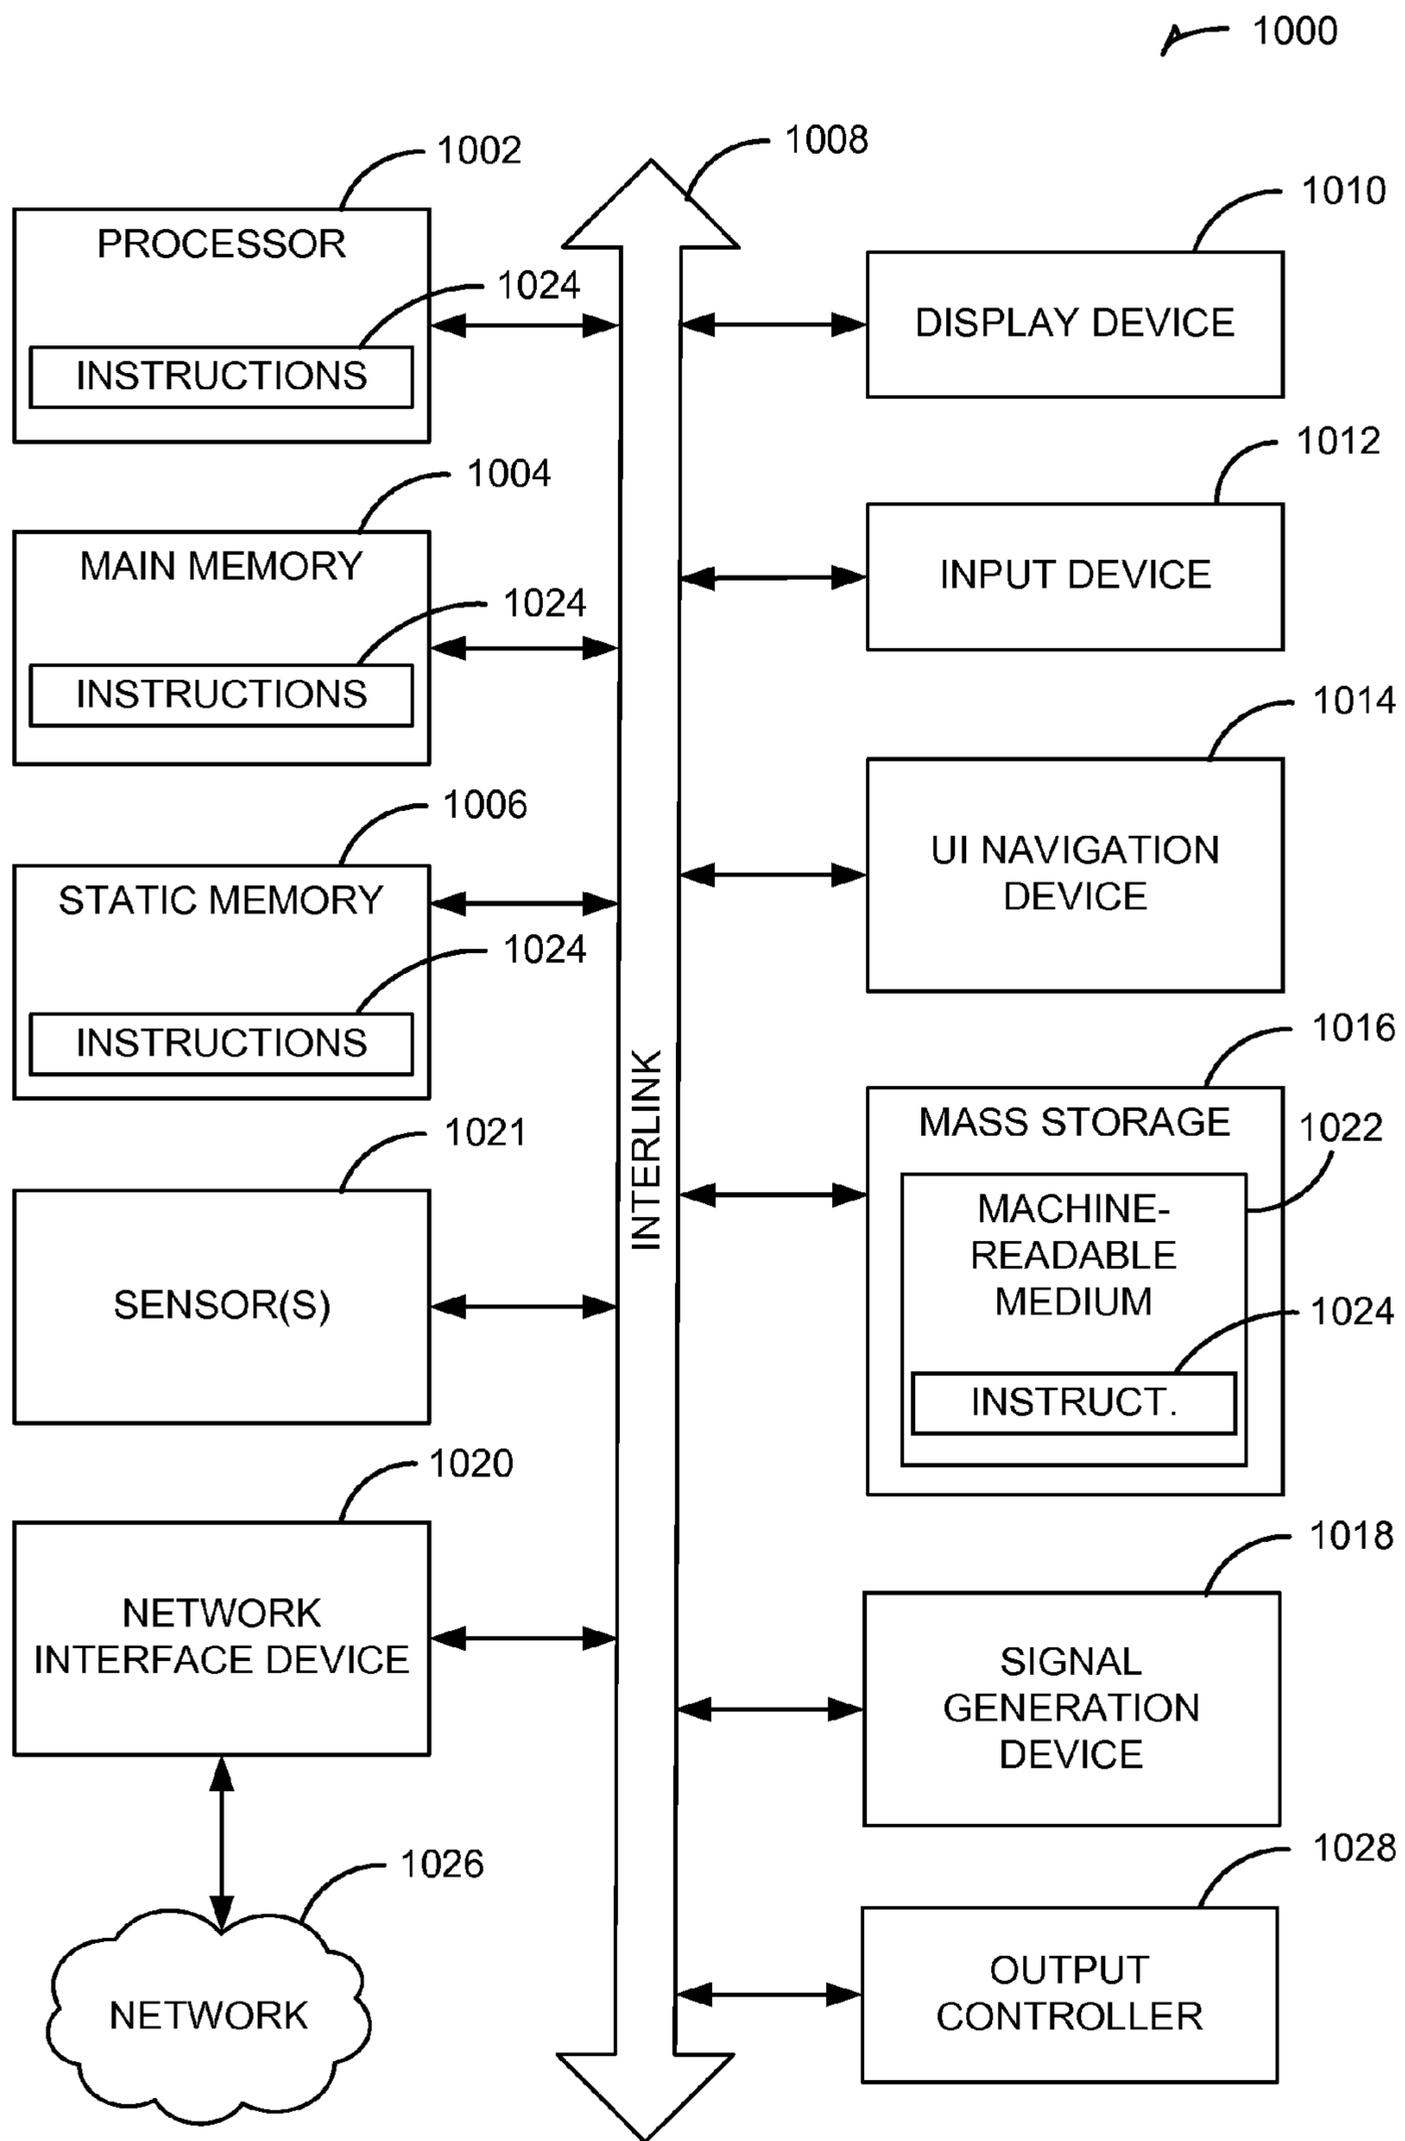 1000
1008
1002
PROCESSOR
1024
INSTRUCTIONS
1004
MAIN MEMORY
1024
INSTRUCTIONS
1006
STATIC MEMORY
1024
INSTRUCTIONS
1021
SENSOR(S)
1020
NETWORK
INTERFACE DEVICE
1026
NETWORK
INTERLINK
1010
DISPLAY DEVICE
1012
INPUT DEVICE
1014
UI NAVIGATION
DEVICE
1016
MASS STORAGE
1022
MACHINE-
READABLE
MEDIUM
1024
INSTRUCT.
1018
SIGNAL
GENERATION
DEVICE
1028
OUTPUT
CONTROLLER